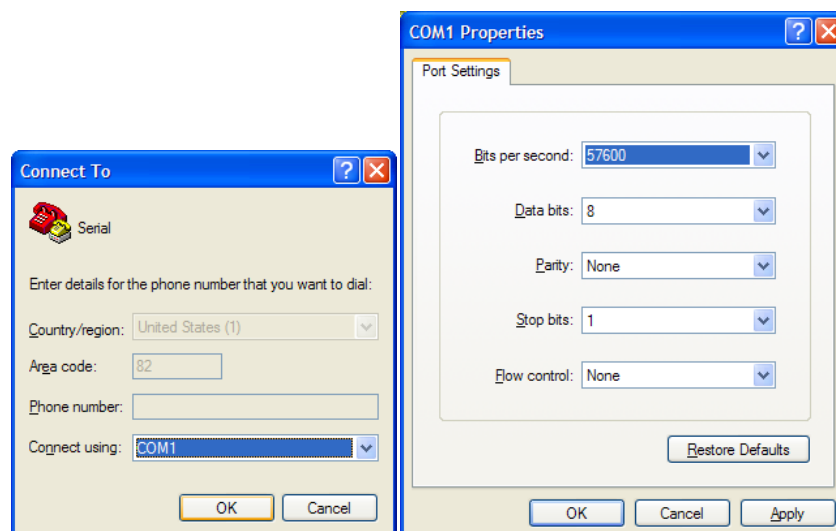 Connect To
Serial
Enter details for the phone number that you want to dial:
Country/region: United States (1)
Area code: 82
Phone number:
Connect using: COM1
OK Cancel
COM1 Properties
Port Settings
Bits per second: 57600
Data bits: 8
Parity: None
Stop bits: 1
Flow control: None
Restore Defaults
OK Cancel Apply